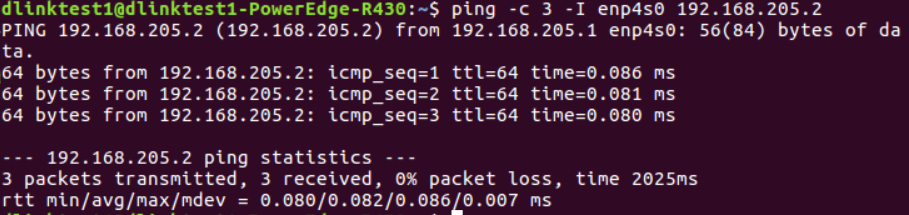 dlinktest1@dlinktest1-PowerEdge-R430:~$ ping -c 3 -I enp4s0 192.168.205.2
PING 192.168.205.2 (192.168.205.2) from 192.168.205.1 enp4s0: 56(84) bytes of da
ta.
64 bytes from 192.168.205.2: icmp_seq=1 ttl=64 time=0.086 ms
64 bytes from 192.168.205.2: icmp_seq=2 ttl=64 time=0.081 ms
64 bytes from 192.168.205.2: icmp_seq=3 ttl=64 time=0.080 ms
--- 192.168.205.2 ping statistics ---
3 packets transmitted, 3 received, 0% packet loss, time 2025ms
rtt min/avg/max/mdev = 0.080/0.082/0.086/0.007 ms